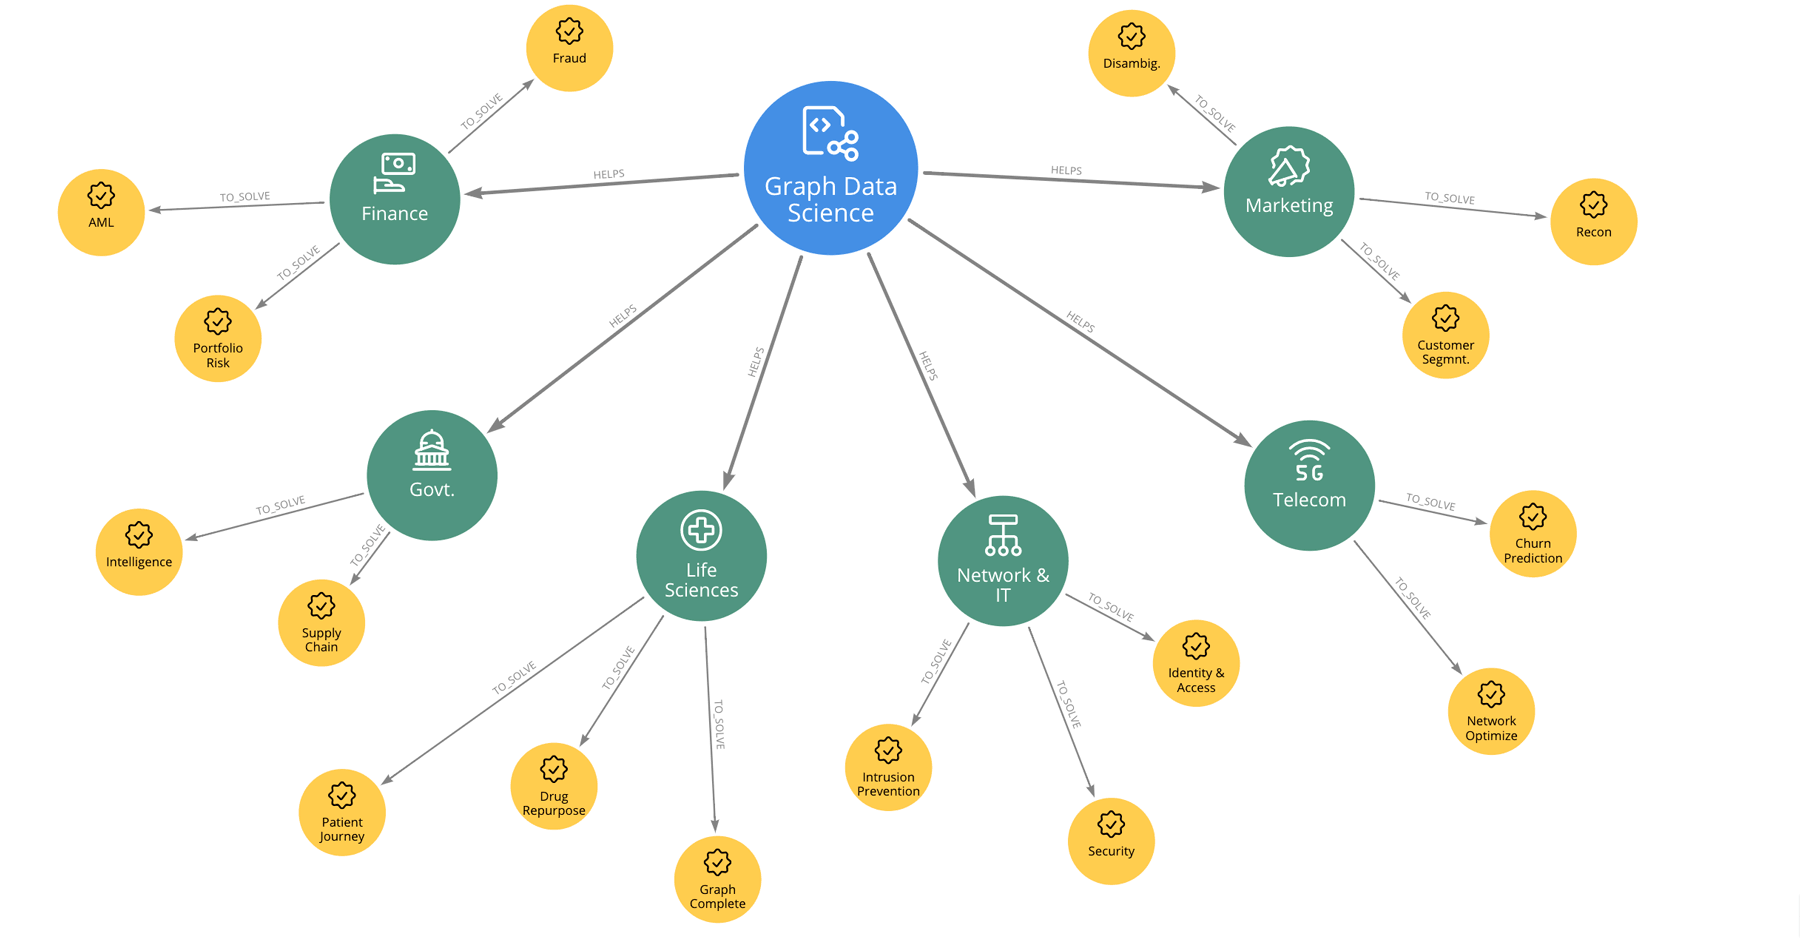 Fraud
TO_SOLVE
AML
TO_SOLVE
Finance
TO_SOLVE
Portfolio
Risk
HELPS
Graph Data
Science
HELPS
Disambig.
TO_SOLVE
Marketing
TO_SOLVE
Recon
TO_SOLVE
Customer
Segmnt.
HELPS
HELPS
HELPS
HELPS
Govt.
TO_SOLVE
Intelligence
TO_SOLVE
Supply
Chain
Life
Sciences
TO_SOLVE
Patient
Journey
TO_SOLVE
Drug
Repurpose
TO_SOLVE
Graph
Complete
Network &
IT
TO_SOLVE
Intrusion
Prevention
TO_SOLVE
Security
TO_SOLVE
Identity &
Access
5G
Telecom
TO_SOLVE
Churn
Prediction
TO_SOLVE
Network
Optimize